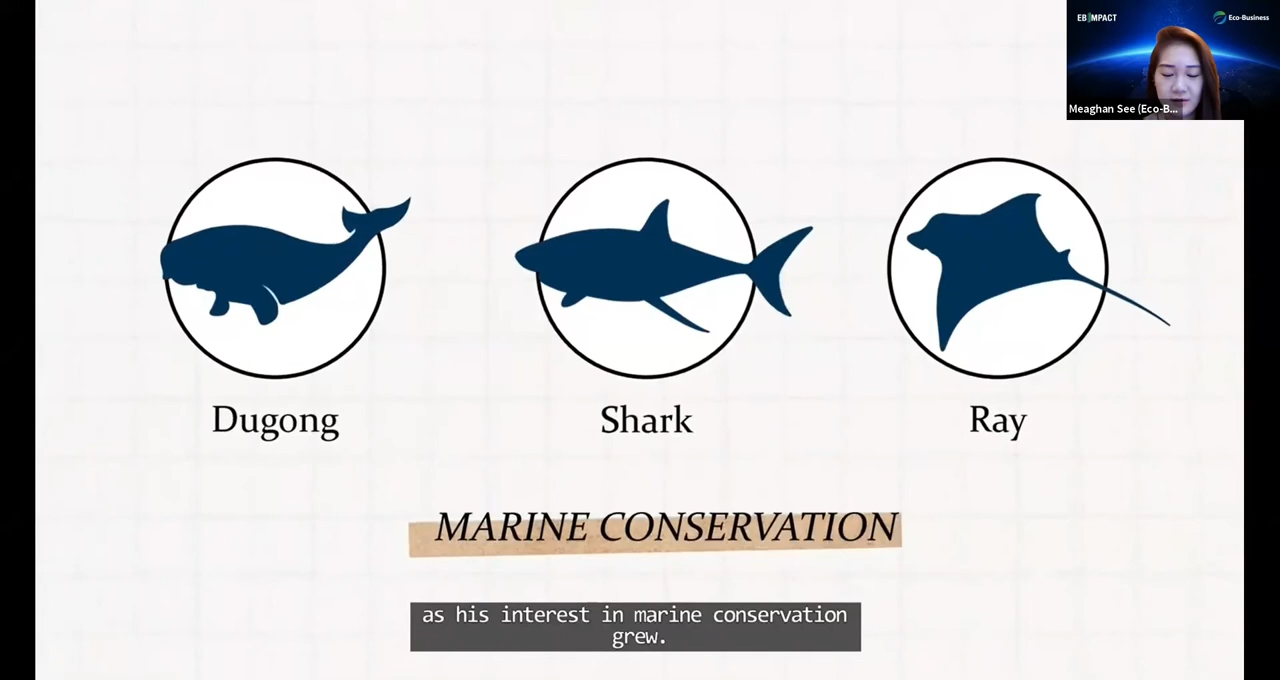 EB IMPACT
Eco-Business
Meaghan See (Eco-B...
Dugong
Shark
Ray
MARINE CONSERVATION
as his interest in marine conservation
grew.